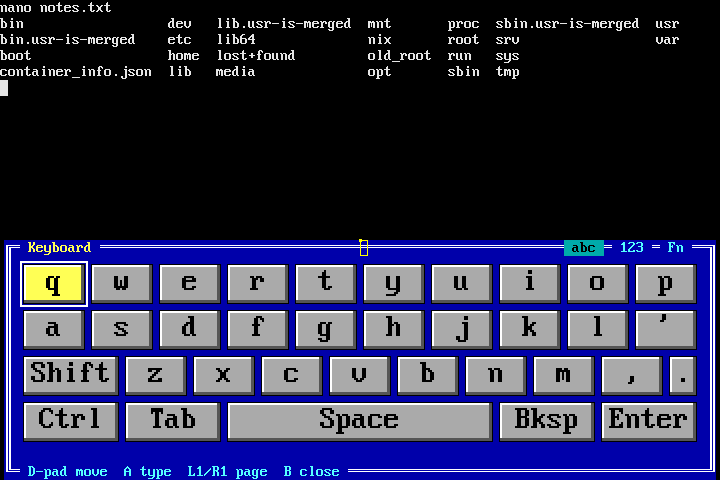 nano notes.txt
bin dev lib.usr-is-merged mnt proc sbin.usr-is-merged usr
bin.usr-is-merged etc lib64 nix root srv var
boot home lost+found old_root run sys
container_info.json lib media opt sbin tmp
Keyboard abc 123 Fn
q w e r t y u i o p
a s d f g h j k l '
Shift z x c v b n m , .
Ctrl Tab Space Bksp Enter
D-pad move A type L1/R1 page B close